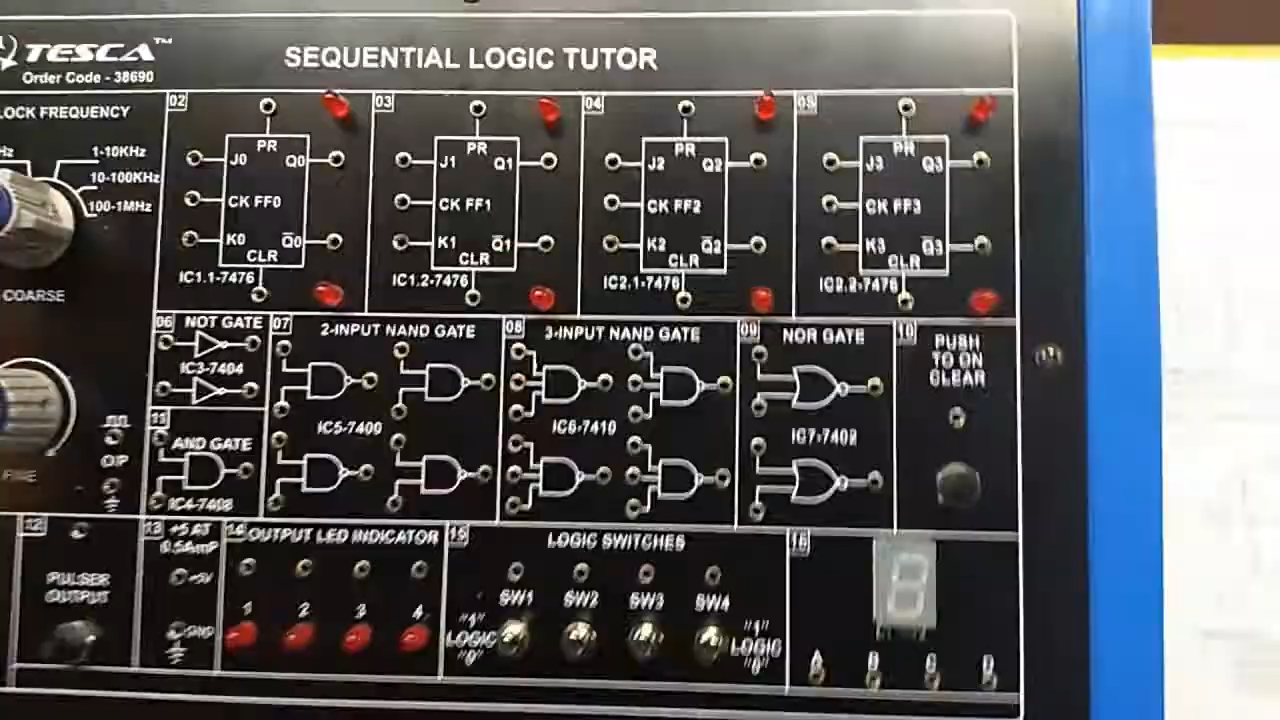 TESCA™
Order Code - 38690
SEQUENTIAL LOGIC TUTOR
LOCK FREQUENCY
Hz
1-10KHz
10-100KHz
100-1MHz
COARSE
FINE
O/P
02
PR
J0 Q0
CK FF0
K0 Q̅0
CLR
IC1.1-7476
03
PR
J1 Q1
CK FF1
K1 Q̅1
CLR
IC1.2-7476
04
PR
J2 Q2
CK FF2
K2 Q̅2
CLR
IC2.1-7476
05
PR
J3 Q3
CK FF3
K3 Q̅3
CLR
IC2.2-7476
06 NOT GATE
IC3-7404
07 2-INPUT NAND GATE
IC5-7400
08 3-INPUT NAND GATE
IC6-7410
09 NOR GATE
IC7-7402
10 PUSH
TO ON
CLEAR
11
AND GATE
IC4-7408
12
PULSER
OUTPUT
13 +5 AT
0.5Amp
+5V
GND
14 OUTPUT LED INDICATOR
1 2 3 4
15 LOGIC SWITCHES
SW1 SW2 SW3 SW4
"1"
LOGIC
"0"
"1"
LOGIC
"0"
16
A B C D